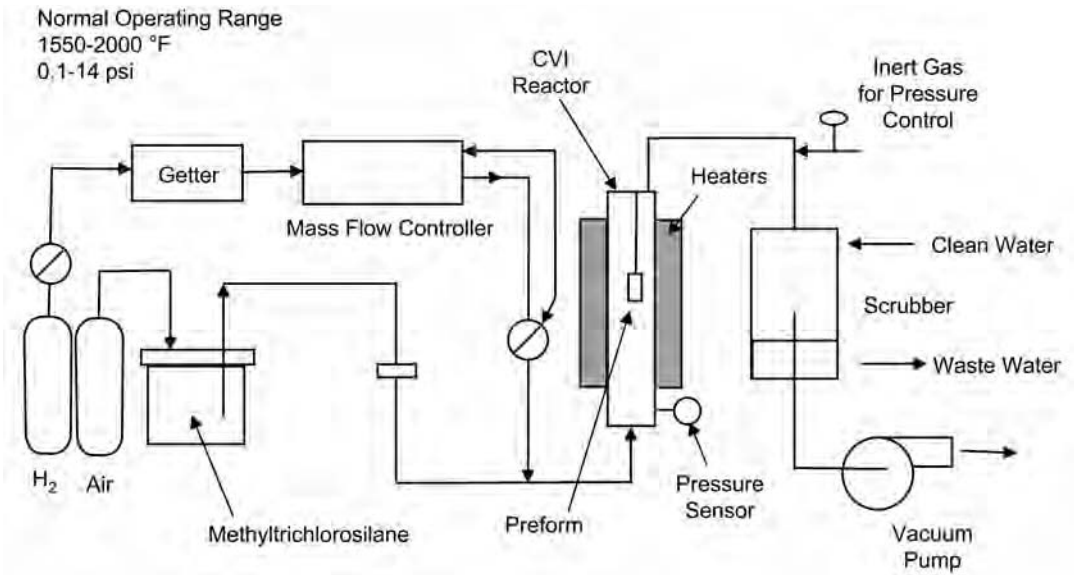 Normal Operating Range
1550-2000 °F
0.1-14 psi
CVI
Reactor
Inert Gas
for Pressure
Control
Getter
Heaters
Mass Flow Controller
Clean Water
Scrubber
Waste Water
H2
Air
Methyltrichlorosilane
Preform
Pressure
Sensor
Vacuum
Pump